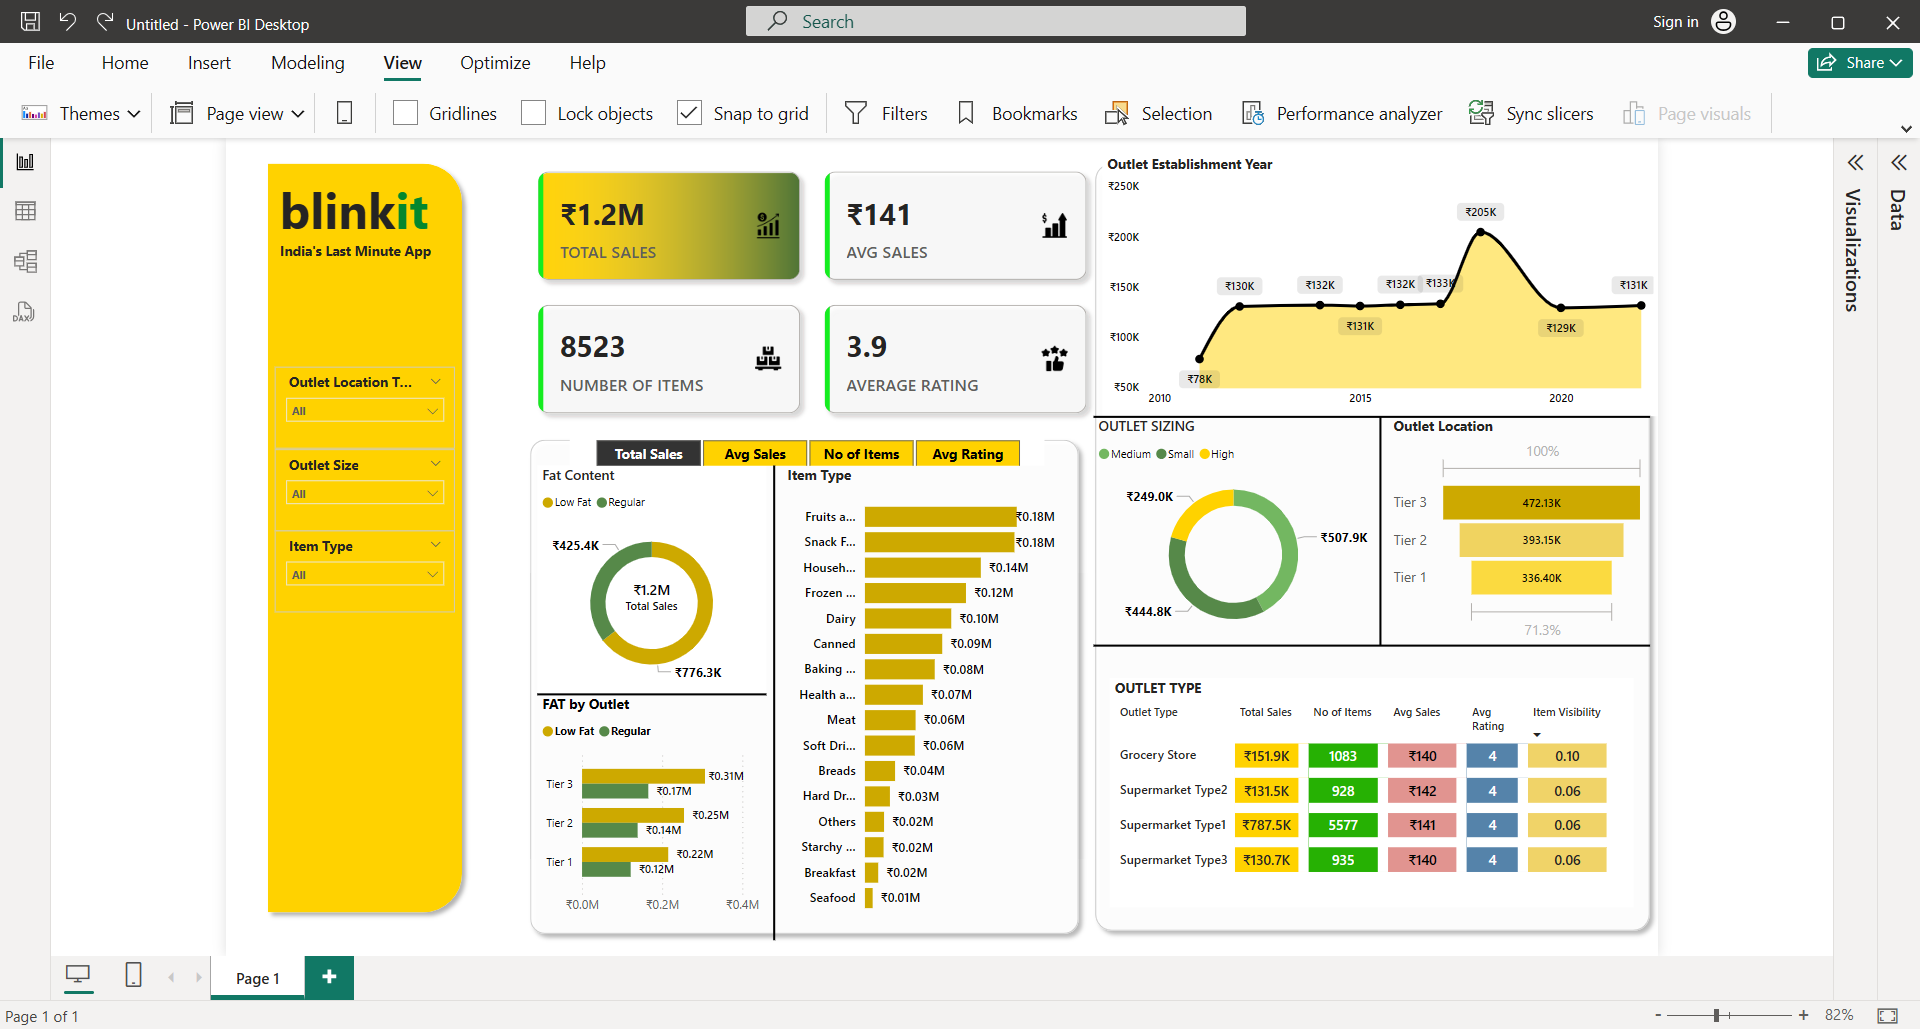 Untitled - Power BI Desktop
Search
Sign in
File
Home
Insert
Modeling
View
Optimize
Help
Share
Themes
Page view
Gridlines
Lock objects
Snap to grid
Filters
Bookmarks
Selection
Performance analyzer
Sync slicers
Page visuals
blinkit
India's Last Minute App
Outlet Location T...
All
Outlet Size
All
Item Type
All
₹1.2M
TOTAL SALES
₹141
AVG SALES
8523
NUMBER OF ITEMS
3.9
AVERAGE RATING
Total Sales
Avg Sales
No of Items
Avg Rating
Fat Content
Low Fat Regular
₹425.4K
₹1.2M
Total Sales
₹776.3K
FAT by Outlet
Low Fat Regular
Tier 3 ₹0.31M
₹0.17M
Tier 2 ₹0.25M
₹0.14M
Tier 1 ₹0.22M
₹0.12M
₹0.0M ₹0.2M ₹0.4M
Item Type
Fruits a... ₹0.18M
Snack F... ₹0.18M
Househ... ₹0.14M
Frozen ... ₹0.12M
Dairy ₹0.10M
Canned ₹0.09M
Baking ... ₹0.08M
Health a... ₹0.07M
Meat ₹0.06M
Soft Dri... ₹0.06M
Breads ₹0.04M
Hard Dr... ₹0.03M
Others ₹0.02M
Starchy ... ₹0.02M
Breakfast ₹0.02M
Seafood ₹0.01M
Outlet Establishment Year
₹250K
₹200K
₹150K
₹100K
₹50K
₹78K
₹130K
₹132K
₹131K
₹132K
₹133K
₹205K
₹129K
₹131K
2010 2015 2020
OUTLET SIZING
Medium Small High
₹249.0K
₹507.9K
₹444.8K
Outlet Location
100%
Tier 3 472.13K
Tier 2 393.15K
Tier 1 336.40K
71.3%
OUTLET TYPE
Outlet Type Total Sales No of Items Avg Sales Avg Rating Item Visibility
Grocery Store ₹151.9K 1083 ₹140 4 0.10
Supermarket Type2 ₹131.5K 928 ₹142 4 0.06
Supermarket Type1 ₹787.5K 5577 ₹141 4 0.06
Supermarket Type3 ₹130.7K 935 ₹140 4 0.06
Visualizations
Data
DAX
Page 1
Page 1 of 1
- + 82%